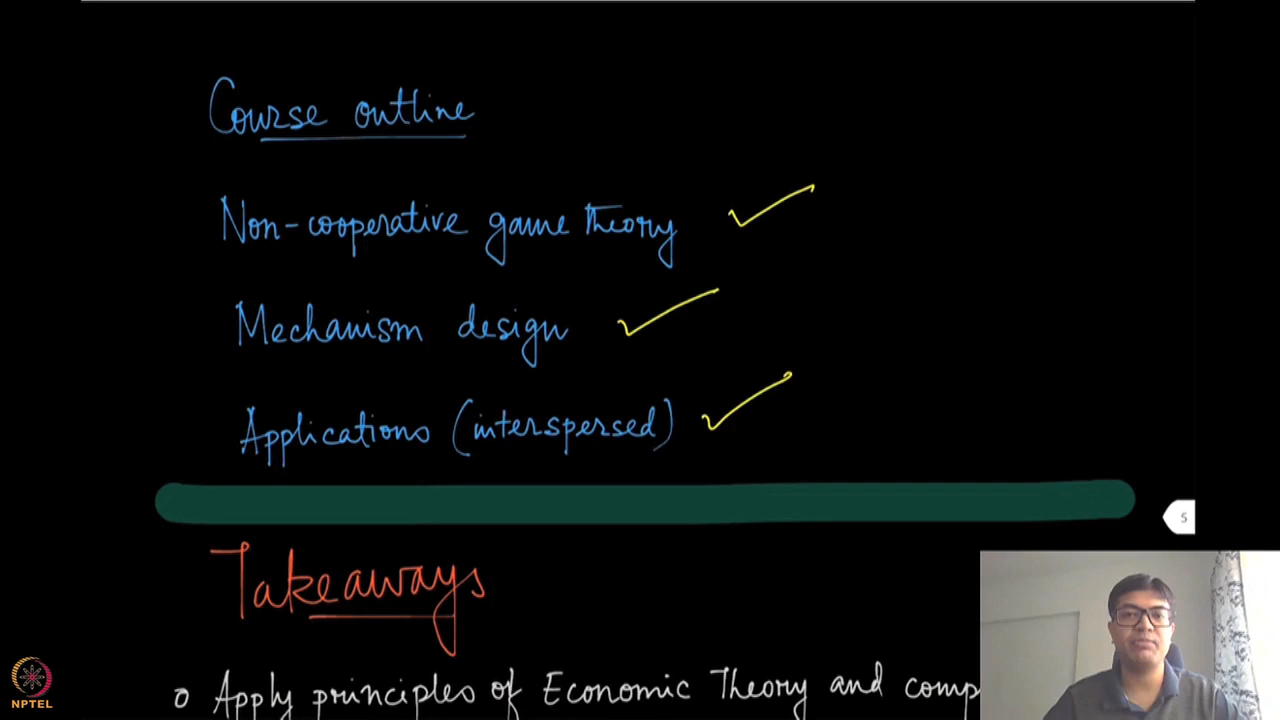 Course outline
Non-cooperative game theory
Mechanism design
Applications (interspersed)
5
Takeaways
o Apply principles of Economic Theory and comp
NPTEL